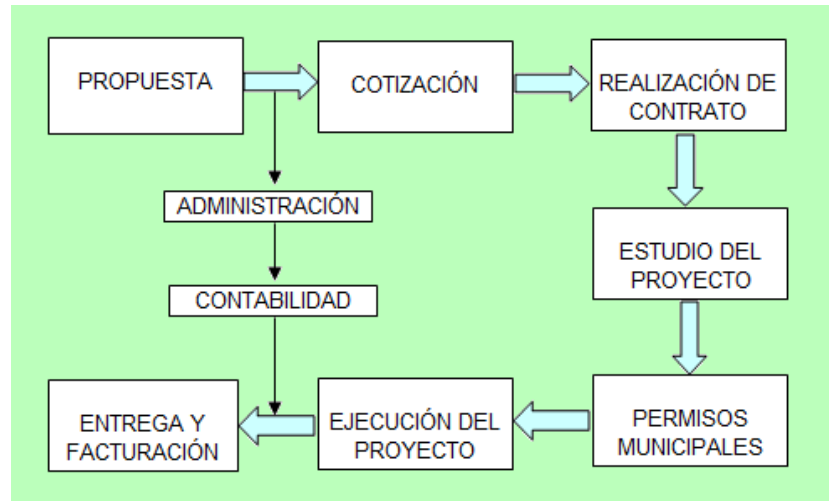 PROPUESTA
COTIZACIÓN
REALIZACIÓN DE
CONTRATO
ADMINISTRACIÓN
ESTUDIO DEL
PROYECTO
CONTABILIDAD
ENTREGA Y
FACTURACIÓN
EJECUCIÓN DEL
PROYECTO
PERMISOS
MUNICIPALES